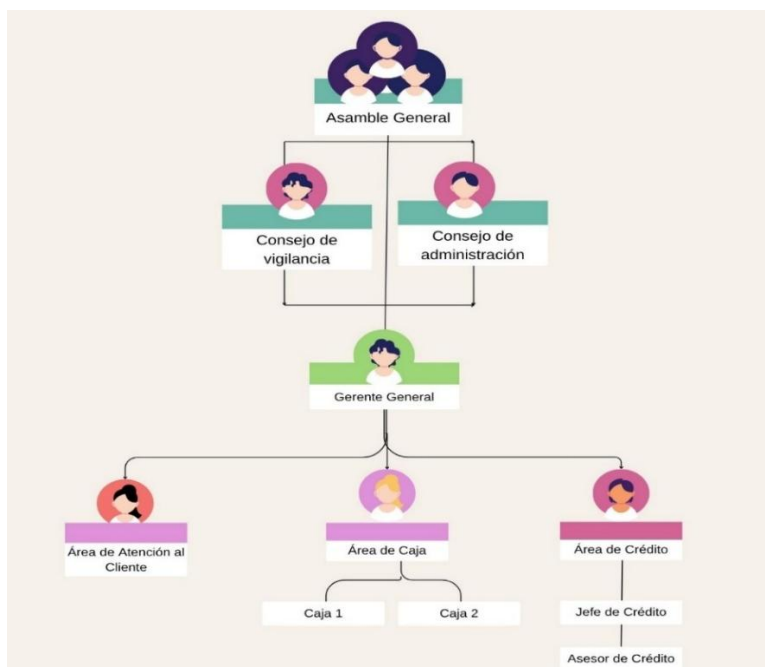 Asamble General
Consejo de
vigilancia
Consejo de
administración
Gerente General
Área de Atención al
Cliente
Área de Caja
Área de Crédito
Caja 1
Caja 2
Jefe de Crédito
Asesor de Crédito